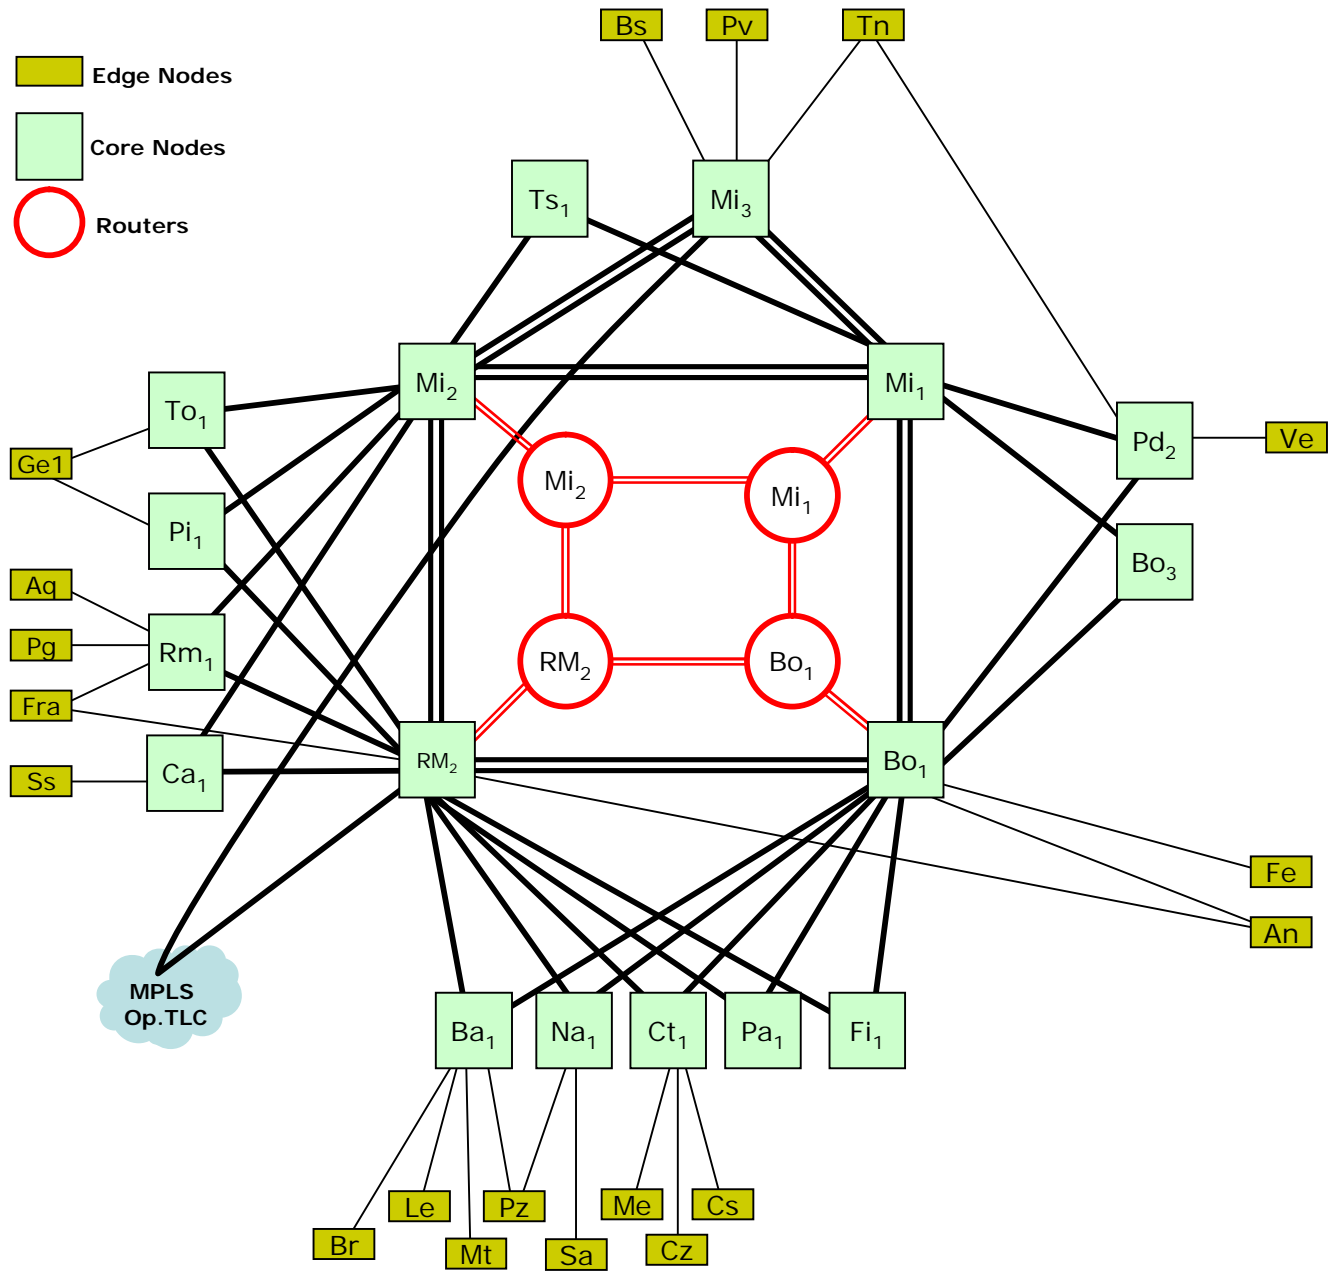 Bs
Pv
Tn
Edge Nodes
Core Nodes
Routers
Ts1
Mi3
Mi2
Mi1
To1
Pd2
Ve
Ge1
Mi2
Mi1
Pi1
Bo3
Aq
Pg
Rm1
RM2
Bo1
Fra
Ss
Ca1
RM2
Bo1
Fe
An
MPLS
Op.TLC
Ba1
Na1
Ct1
Pa1
Fi1
Le
Pz
Me
Cs
Br
Mt
Sa
Cz